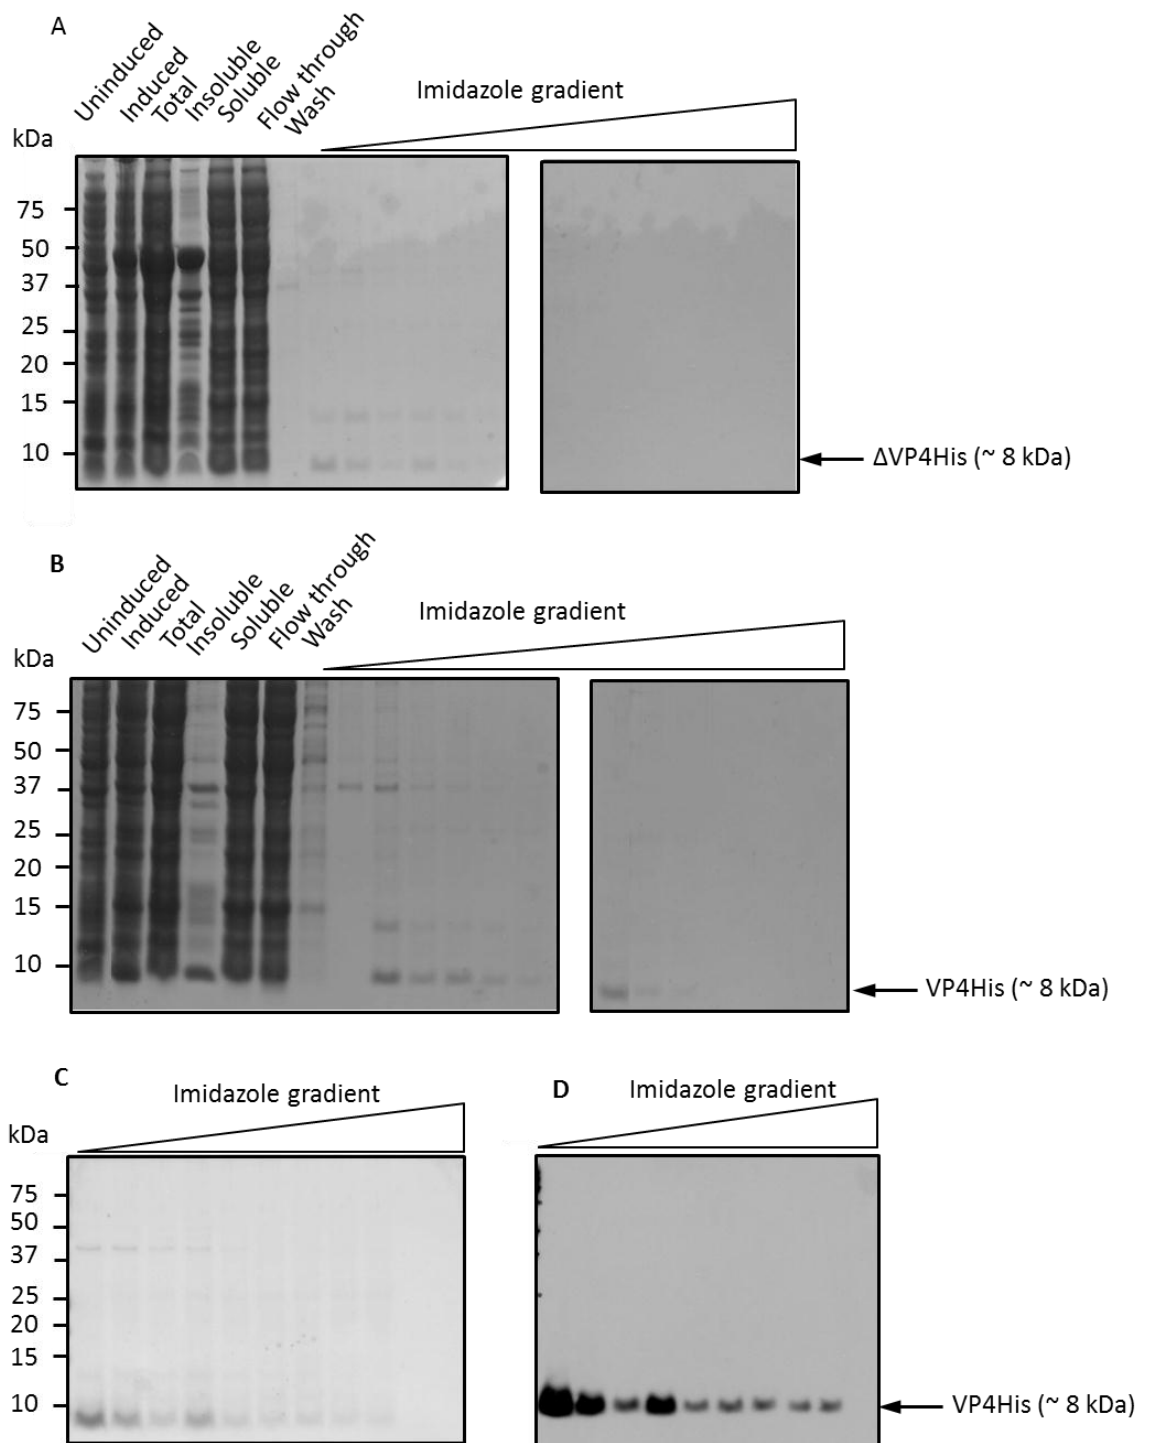 A
Uninduced
Induced
Total
Insoluble
Soluble
Flow through
Wash
Imidazole gradient
kDa
75
50
37
25
20
15
10
ΔVP4His (~ 8 kDa)
B
Uninduced
Induced
Total
Insoluble
Soluble
Flow through
Wash
Imidazole gradient
kDa
75
50
37
25
20
15
10
VP4His (~ 8 kDa)
C
Imidazole gradient
kDa
75
50
37
25
20
15
10
D
Imidazole gradient
VP4His (~ 8 kDa)